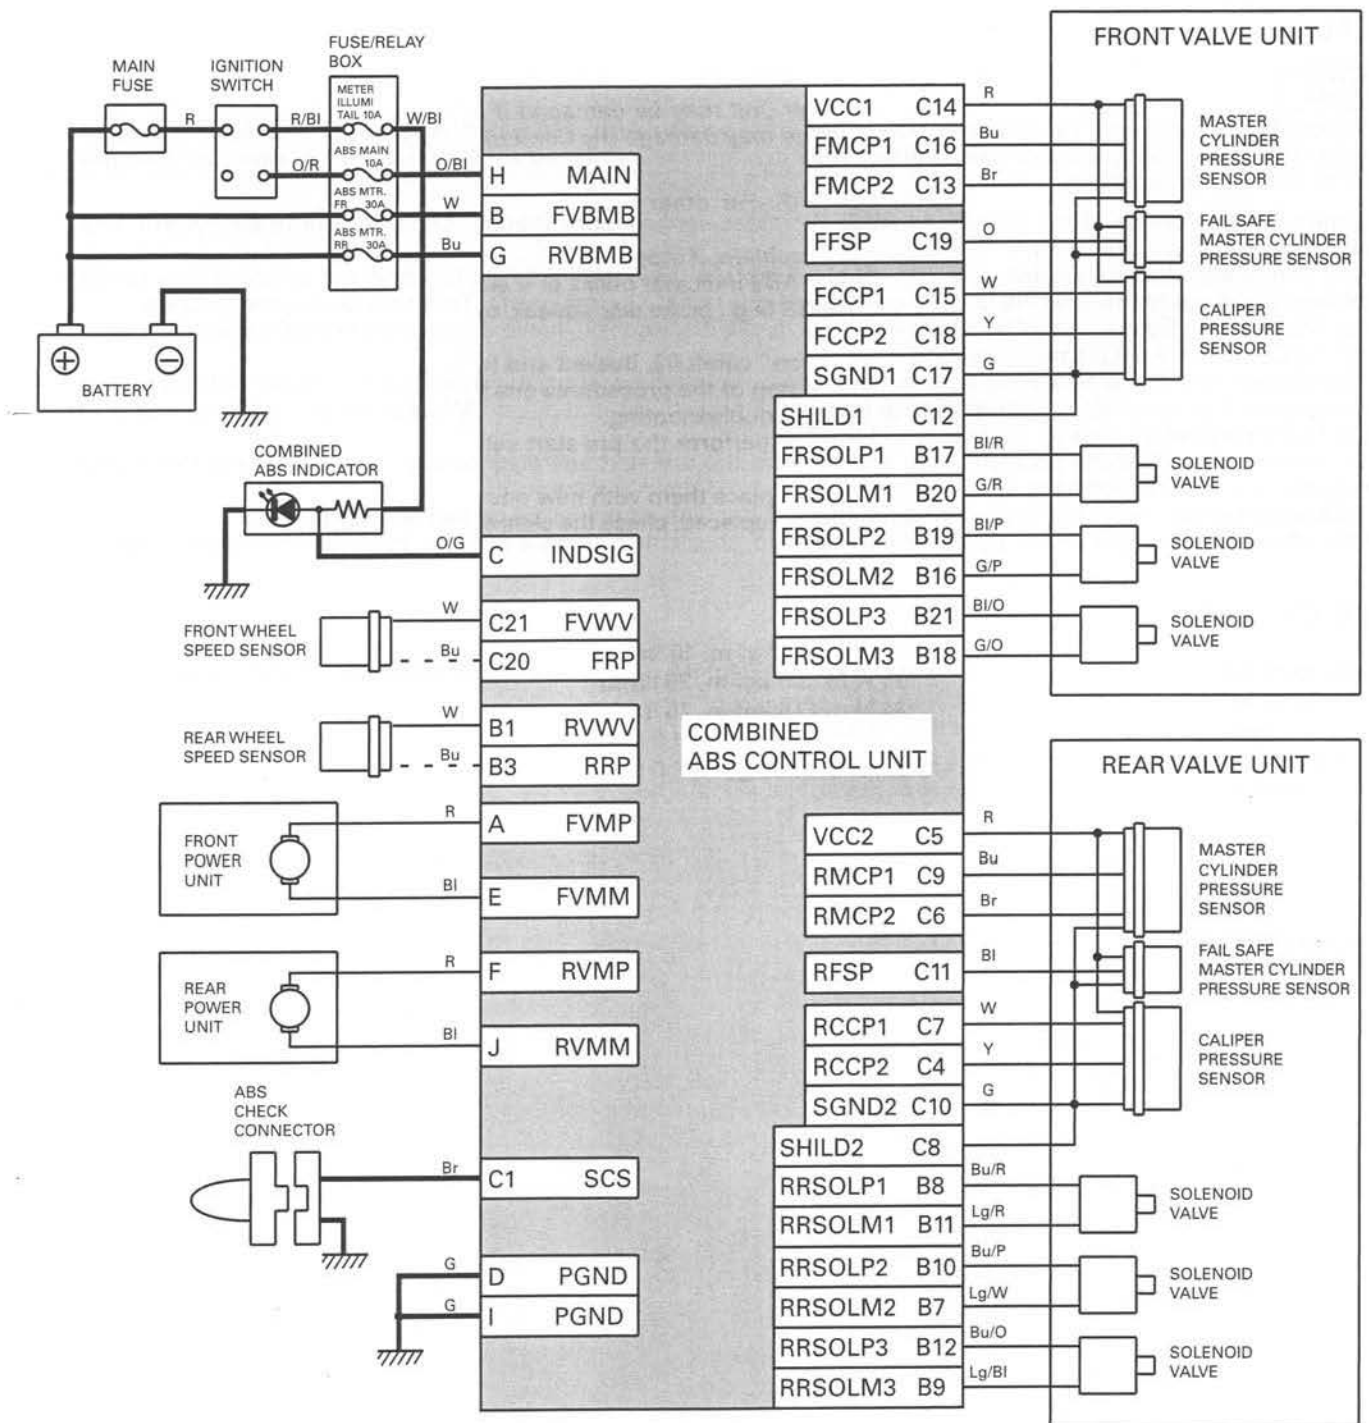 MAIN
FUSE
IGNITION
SWITCH
FUSE/RELAY
BOX
METER
ILLUMI
TAIL 10A
R
R/Bl
W/Bl
ABS MAIN
10A
O/R
O/Bl
ABS MTR.
FR 30A
W
ABS MTR.
RR 30A
Bu
BATTERY
COMBINED
ABS INDICATOR
O/G
H MAIN
B FVBMB
G RVBMB
C INDSIG
FRONT WHEEL
SPEED SENSOR
W
Bu
C21 FVWV
C20 FRP
REAR WHEEL
SPEED SENSOR
W
Bu
B1 RVWV
B3 RRP
FRONT
POWER
UNIT
R
Bl
A FVMP
E FVMM
REAR
POWER
UNIT
R
Bl
F RVMP
J RVMM
ABS
CHECK
CONNECTOR
Br
C1 SCS
G
D PGND
G
I PGND
COMBINED
ABS CONTROL UNIT
FRONT VALVE UNIT
VCC1 C14 R
FMCP1 C16 Bu
FMCP2 C13 Br
FFSP C19 O
FCCP1 C15 W
FCCP2 C18 Y
SGND1 C17 G
SHILD1 C12
FRSOLP1 B17 Bl/R
FRSOLM1 B20 G/R
FRSOLP2 B19 Bl/P
FRSOLM2 B16 G/P
FRSOLP3 B21 Bl/O
FRSOLM3 B18 G/O
MASTER
CYLINDER
PRESSURE
SENSOR
FAIL SAFE
MASTER CYLINDER
PRESSURE SENSOR
CALIPER
PRESSURE
SENSOR
SOLENOID
VALVE
SOLENOID
VALVE
SOLENOID
VALVE
REAR VALVE UNIT
VCC2 C5 R
RMCP1 C9 Bu
RMCP2 C6 Br
RFSP C11 Bl
RCCP1 C7 W
RCCP2 C4 Y
SGND2 C10 G
SHILD2 C8
RRSOLP1 B8 Bu/R
RRSOLM1 B11 Lg/R
RRSOLP2 B10 Bu/P
RRSOLM2 B7 Lg/W
RRSOLP3 B12 Bu/O
RRSOLM3 B9 Lg/Bl
MASTER
CYLINDER
PRESSURE
SENSOR
FAIL SAFE
MASTER CYLINDER
PRESSURE SENSOR
CALIPER
PRESSURE
SENSOR
SOLENOID
VALVE
SOLENOID
VALVE
SOLENOID
VALVE